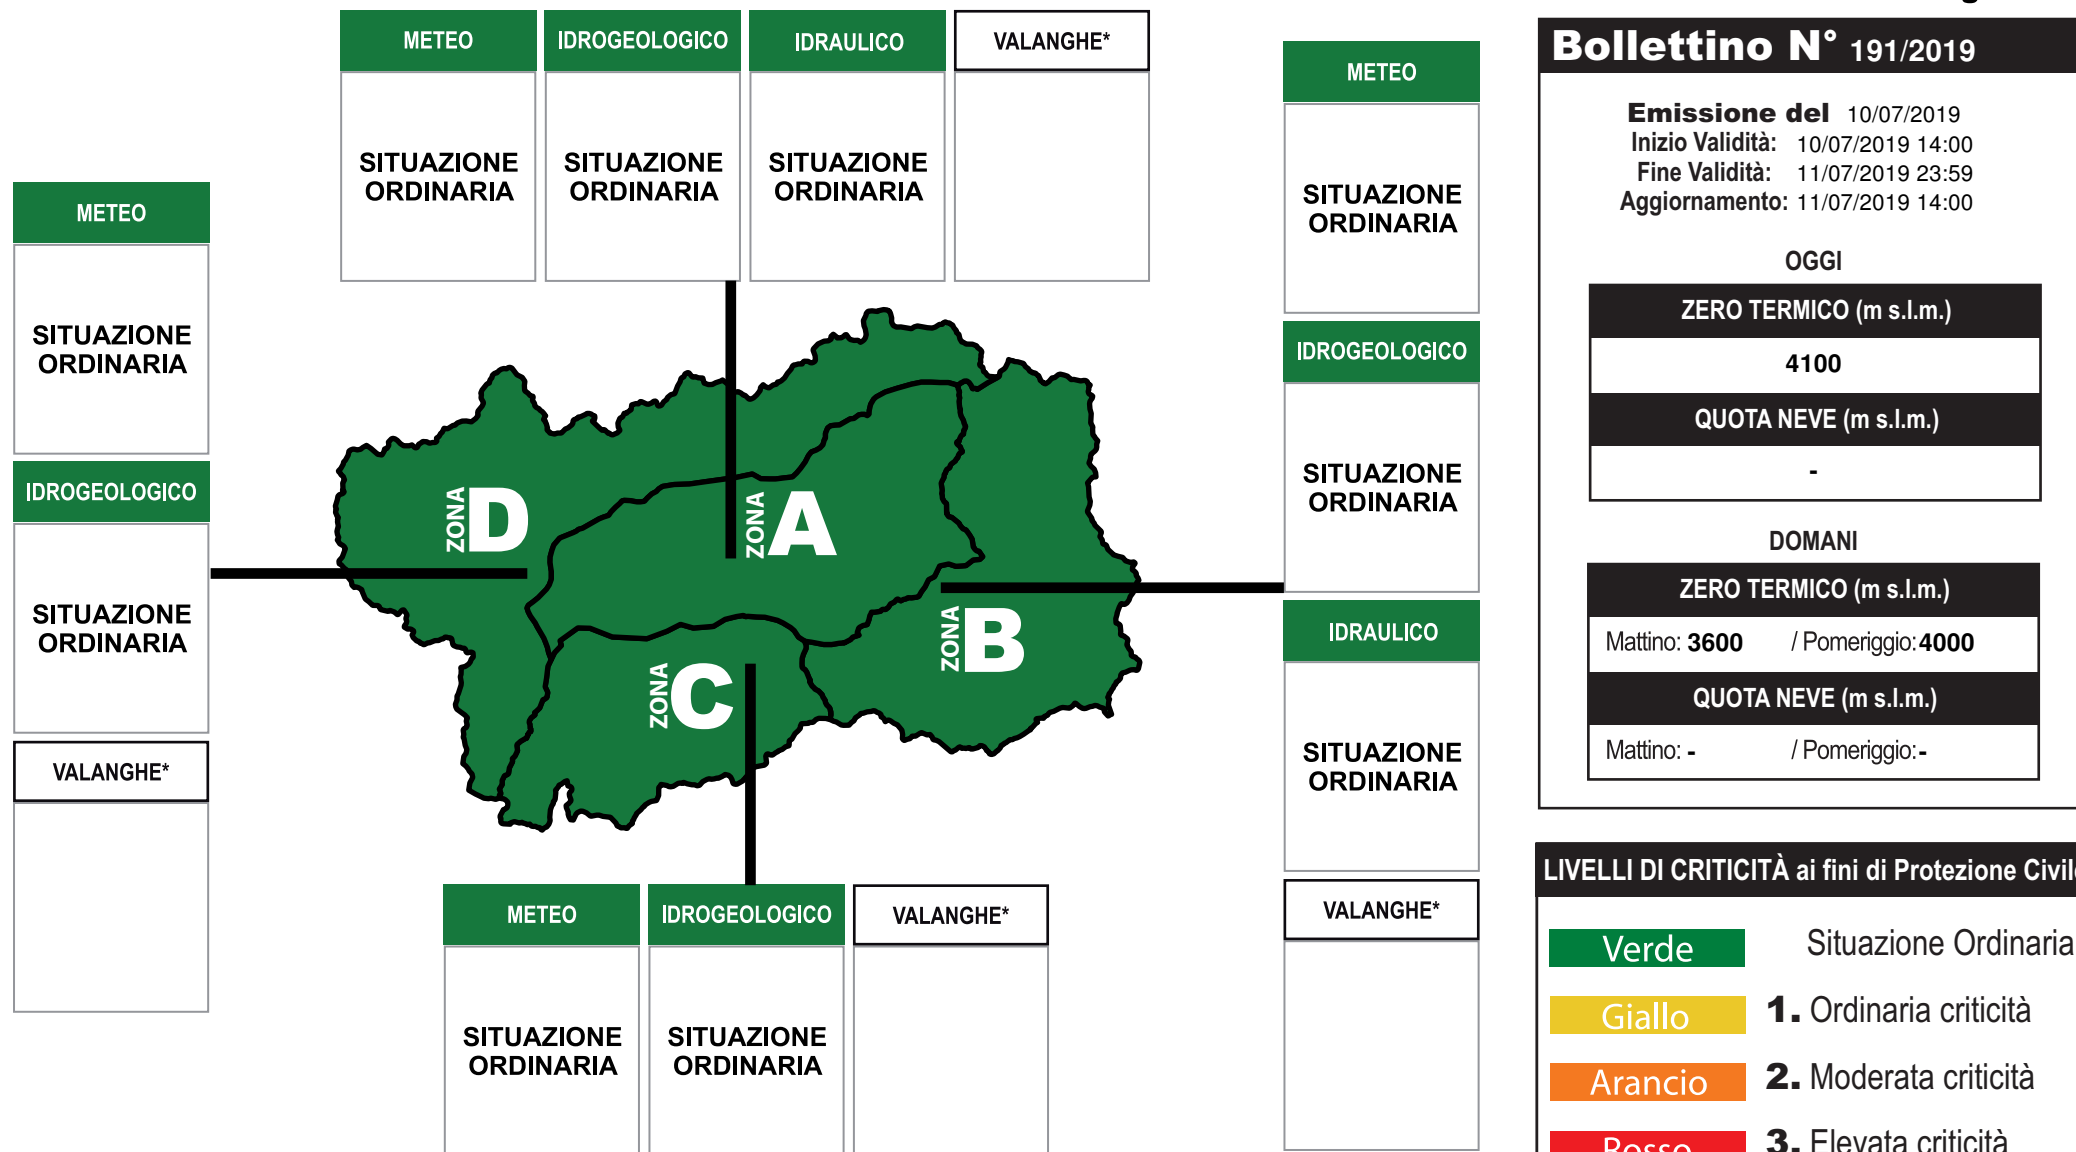 METEO
IDROGEOLOGICO
IDRAULICO
VALANGHE*
SITUAZIONE
ORDINARIA
SITUAZIONE
ORDINARIA
SITUAZIONE
ORDINARIA
METEO
SITUAZIONE
ORDINARIA
IDROGEOLOGICO
SITUAZIONE
ORDINARIA
VALANGHE*
ZONA D
ZONA A
ZONA B
ZONA C
METEO
SITUAZIONE
ORDINARIA
IDROGEOLOGICO
SITUAZIONE
ORDINARIA
IDRAULICO
SITUAZIONE
ORDINARIA
VALANGHE*
METEO
IDROGEOLOGICO
VALANGHE*
SITUAZIONE
ORDINARIA
SITUAZIONE
ORDINARIA
Bollettino N° 191/2019
Emissione del 10/07/2019
Inizio Validità: 10/07/2019 14:00
Fine Validità: 11/07/2019 23:59
Aggiornamento: 11/07/2019 14:00
OGGI
ZERO TERMICO (m s.l.m.)
4100
QUOTA NEVE (m s.l.m.)
-
DOMANI
ZERO TERMICO (m s.l.m.)
Mattino: 3600 / Pomeriggio: 4000
QUOTA NEVE (m s.l.m.)
Mattino: - / Pomeriggio: -
LIVELLI DI CRITICITÀ ai fini di Protezione Civile
Verde Situazione Ordinaria
Giallo 1. Ordinaria criticità
Arancio 2. Moderata criticità
Rosso 3. Elevata criticità